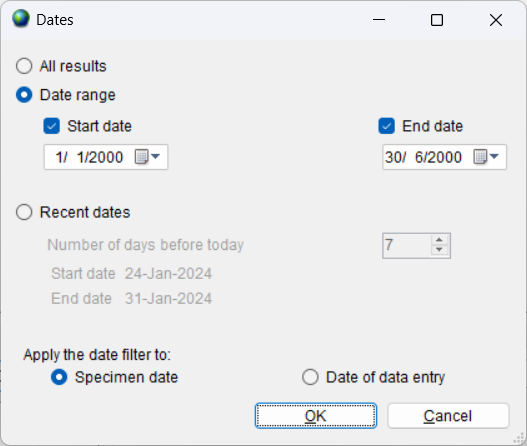 Dates
All results
Date range
Start date End date
1/ 1/2000 30/ 6/2000
Recent dates
Number of days before today 7
Start date 24-Jan-2024
End date 31-Jan-2024
Apply the date filter to:
Specimen date Date of data entry
OK Cancel